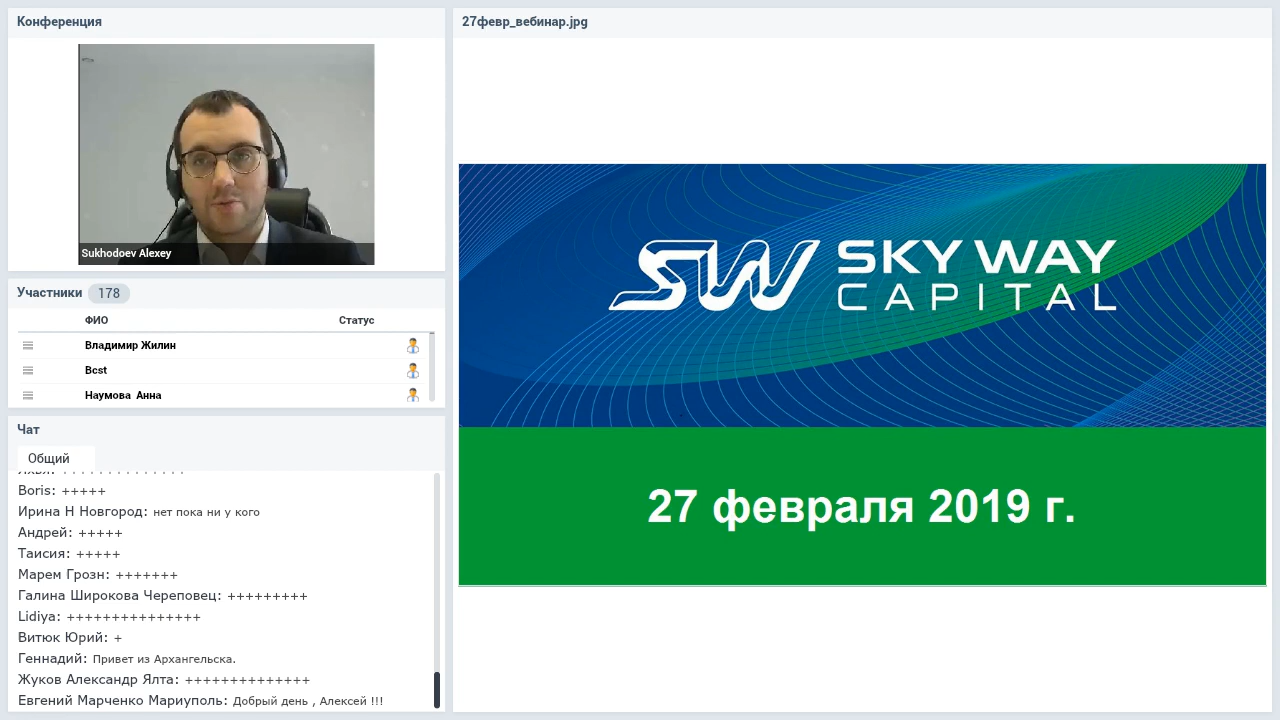 Конференция
Sukhodoev Alexey
Участники 178
ФИО Статус
Владимир Жилин
Bcst
Наумова Анна
Чат
Общий
Boris: +++++
Ирина Н Новгород: нет пока ни у кого
Андрей: +++++
Таисия: +++++
Марем Грозн: +++++++
Галина Широкова Череповец: +++++++++
Lidiya: +++++++++++++++
Витюк Юрий: +
Геннадий: Привет из Архангельска.
Жуков Александр Ялта: ++++++++++++++
Евгений Марченко Мариуполь: Добрый день , Алексей !!!
27февр_вебинар.jpg
SW SKY WAY
CAPITAL
27 февраля 2019 г.